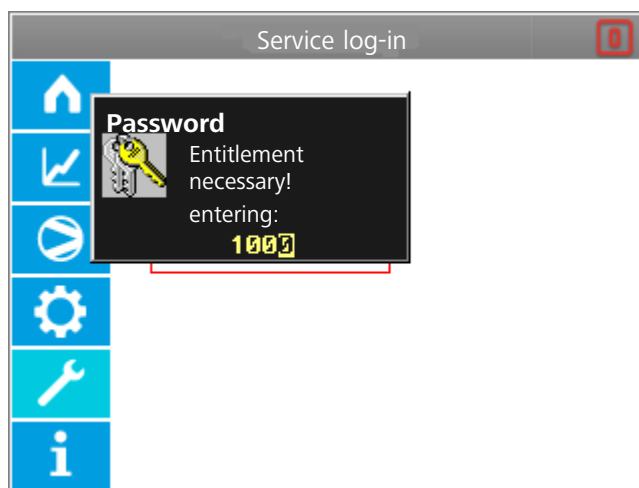 Service log-in
0
Password
Entitlement
necessary!
entering:
1000
i